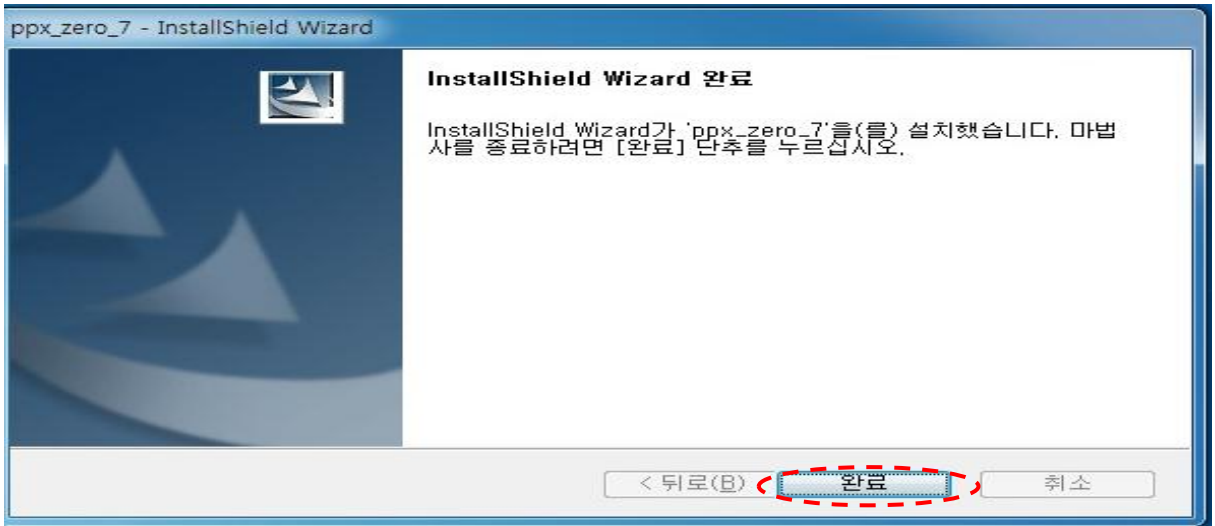 ppx_zero_7 - InstallShield Wizard
InstallShield Wizard 완료
InstallShield Wizard가 'ppx_zero_7'을(를) 설치했습니다. 마법
사를 종료하려면 [완료] 단추를 누르십시오.
< 뒤로(B) 완료 취소